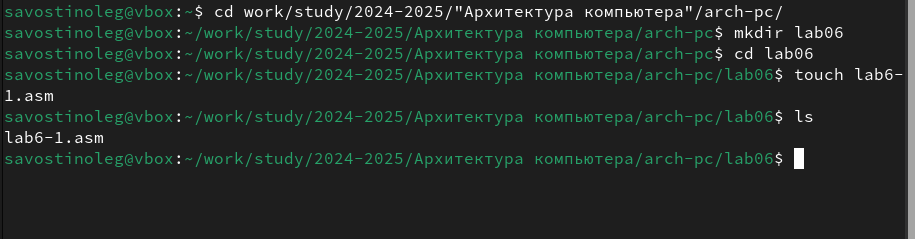 savostinoleg@vbox:~$ cd work/study/2024-2025/"Архитектура компьютера"/arch-pc/
savostinoleg@vbox:~/work/study/2024-2025/Архитектура компьютера/arch-pc$ mkdir lab06
savostinoleg@vbox:~/work/study/2024-2025/Архитектура компьютера/arch-pc$ cd lab06
savostinoleg@vbox:~/work/study/2024-2025/Архитектура компьютера/arch-pc/lab06$ touch lab6-
1.asm
savostinoleg@vbox:~/work/study/2024-2025/Архитектура компьютера/arch-pc/lab06$ ls
lab6-1.asm
savostinoleg@vbox:~/work/study/2024-2025/Архитектура компьютера/arch-pc/lab06$